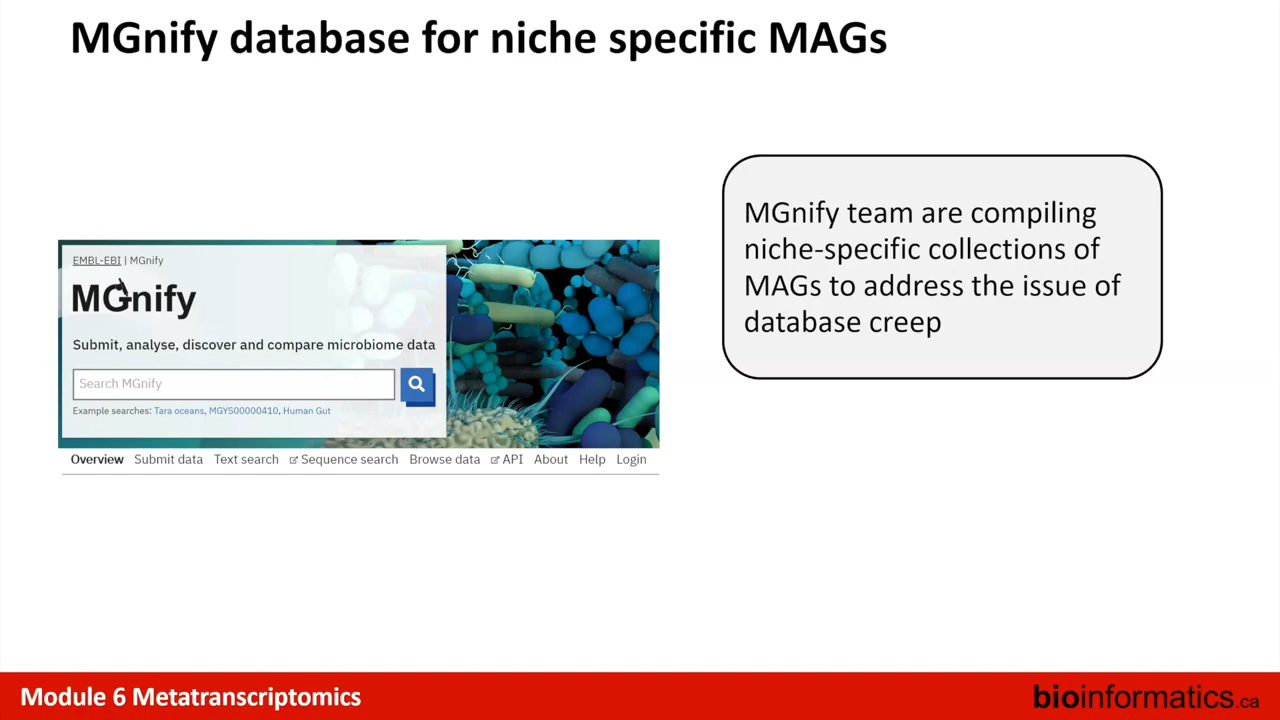 MGnify database for niche specific MAGs
EMBL-EBI | MGnify
MGnify
Submit, analyse, discover and compare microbiome data
Search MGnify
Example searches: Tara oceans, MGYS00000410, Human Gut
Overview Submit data Text search Sequence search Browse data API About Help Login
MGnify team are compiling
niche-specific collections of
MAGs to address the issue of
database creep
Module 6 Metatranscriptomics
bioinformatics.ca